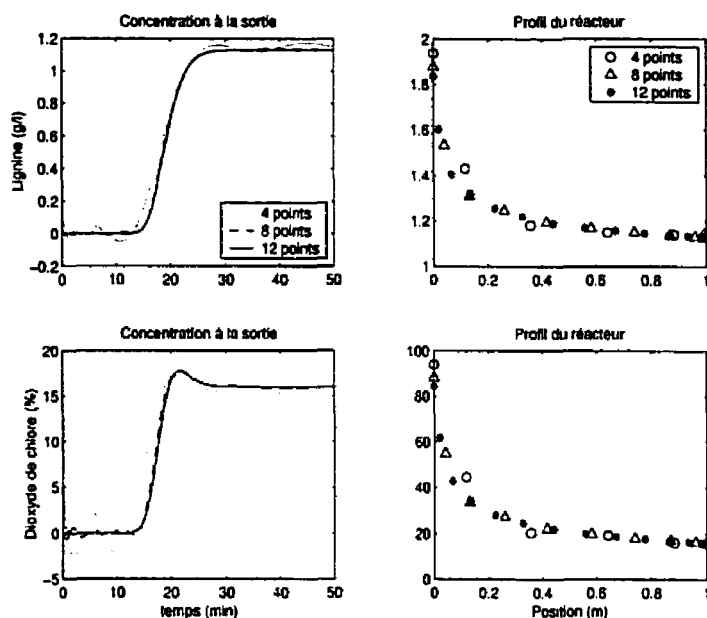 Concentration à la sortie
Lignine (g/l)
1.2
1
0.8
0.6
0.4
0.2
0
-0.2
0 10 20 30 40 50
4 points
8 points
12 points
Profil du réacteur
2
1.8
1.6
1.4
1.2
1
0 0.2 0.4 0.6 0.8 1
4 points
8 points
12 points
Concentration à la sortie
Dioxyde de chlore (%)
20
15
10
5
0
-5
0 10 20 30 40 50
temps (min)
Profil du réacteur
100
80
60
40
20
0
0 0.2 0.4 0.6 0.8 1
Position (m)